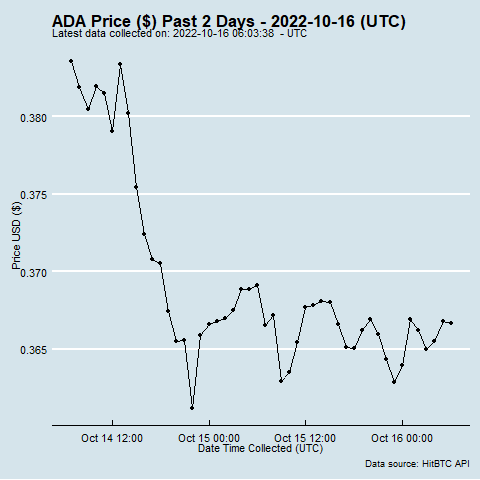 ADA Price ($) Past 2 Days - 2022-10-16 (UTC)
Latest data collected on: 2022-10-16 06:03:38  - UTC
0.380
0.375
0.370
0.365
Price USD ($)
Oct 14 12:00
Oct 15 00:00
Oct 15 12:00
Oct 16 00:00
Date Time Collected (UTC)
Data source: HitBTC API